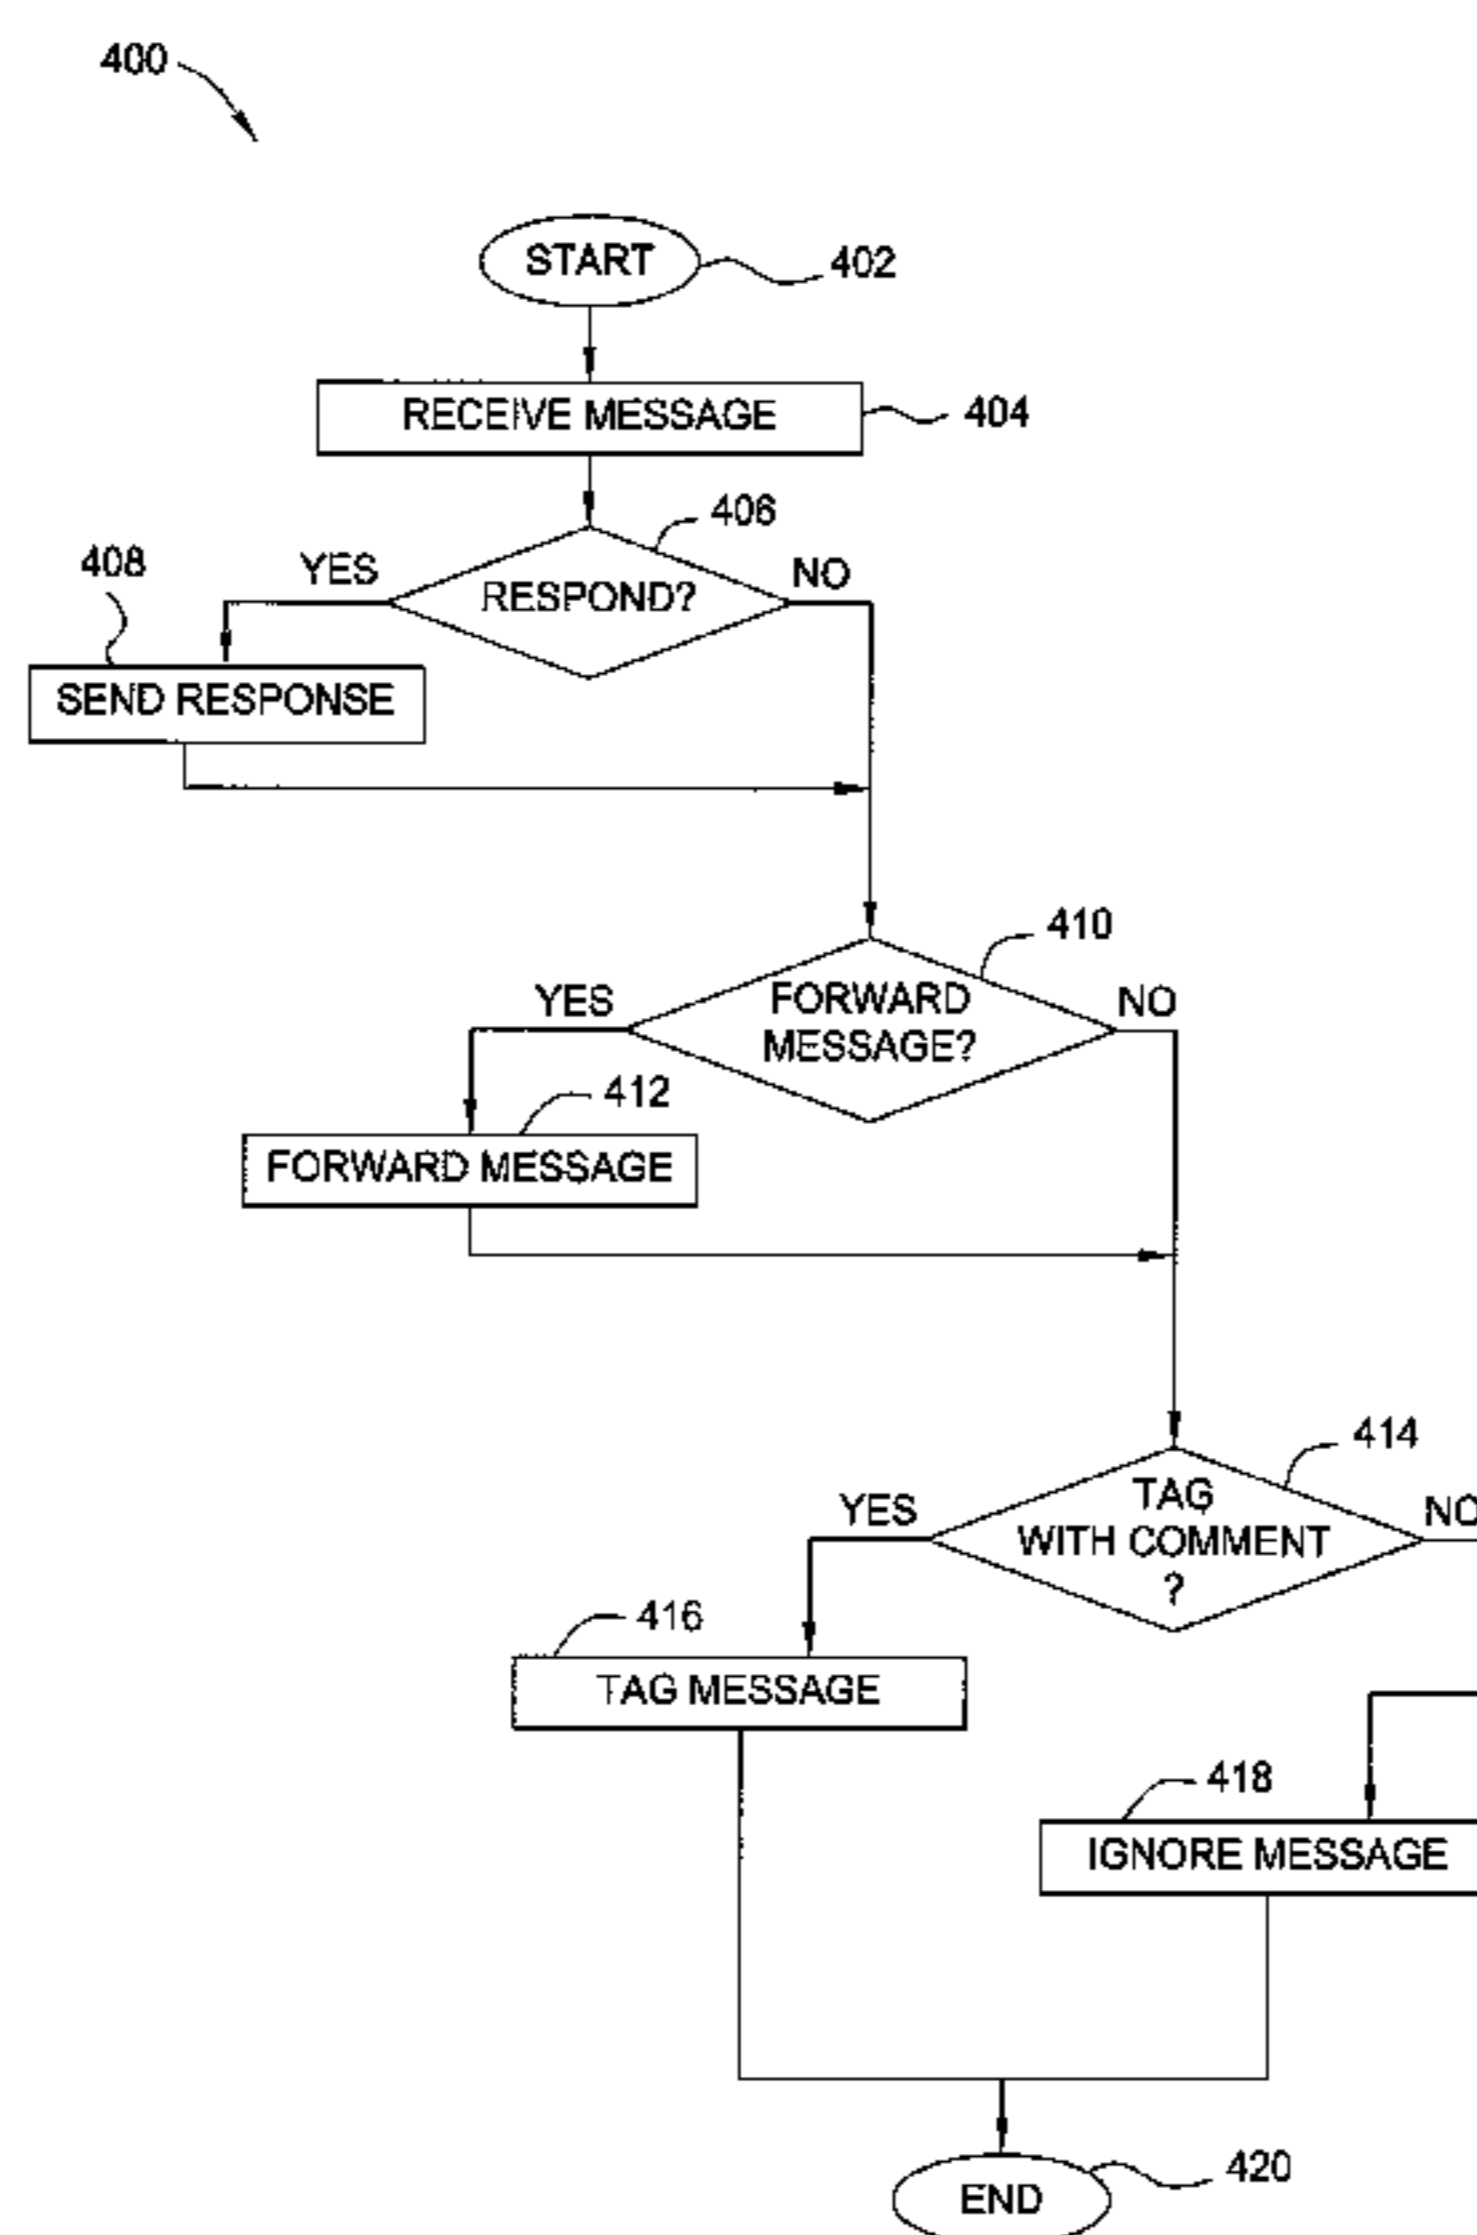 400
START
402
RECEIVE MESSAGE
404
406
408
YES
RESPOND?
NO
SEND RESPONSE
410
YES
FORWARD
MESSAGE?
NO
412
FORWARD MESSAGE
414
YES
TAG
WITH COMMENT
?
NO
416
TAG MESSAGE
418
IGNORE MESSAGE
420
END